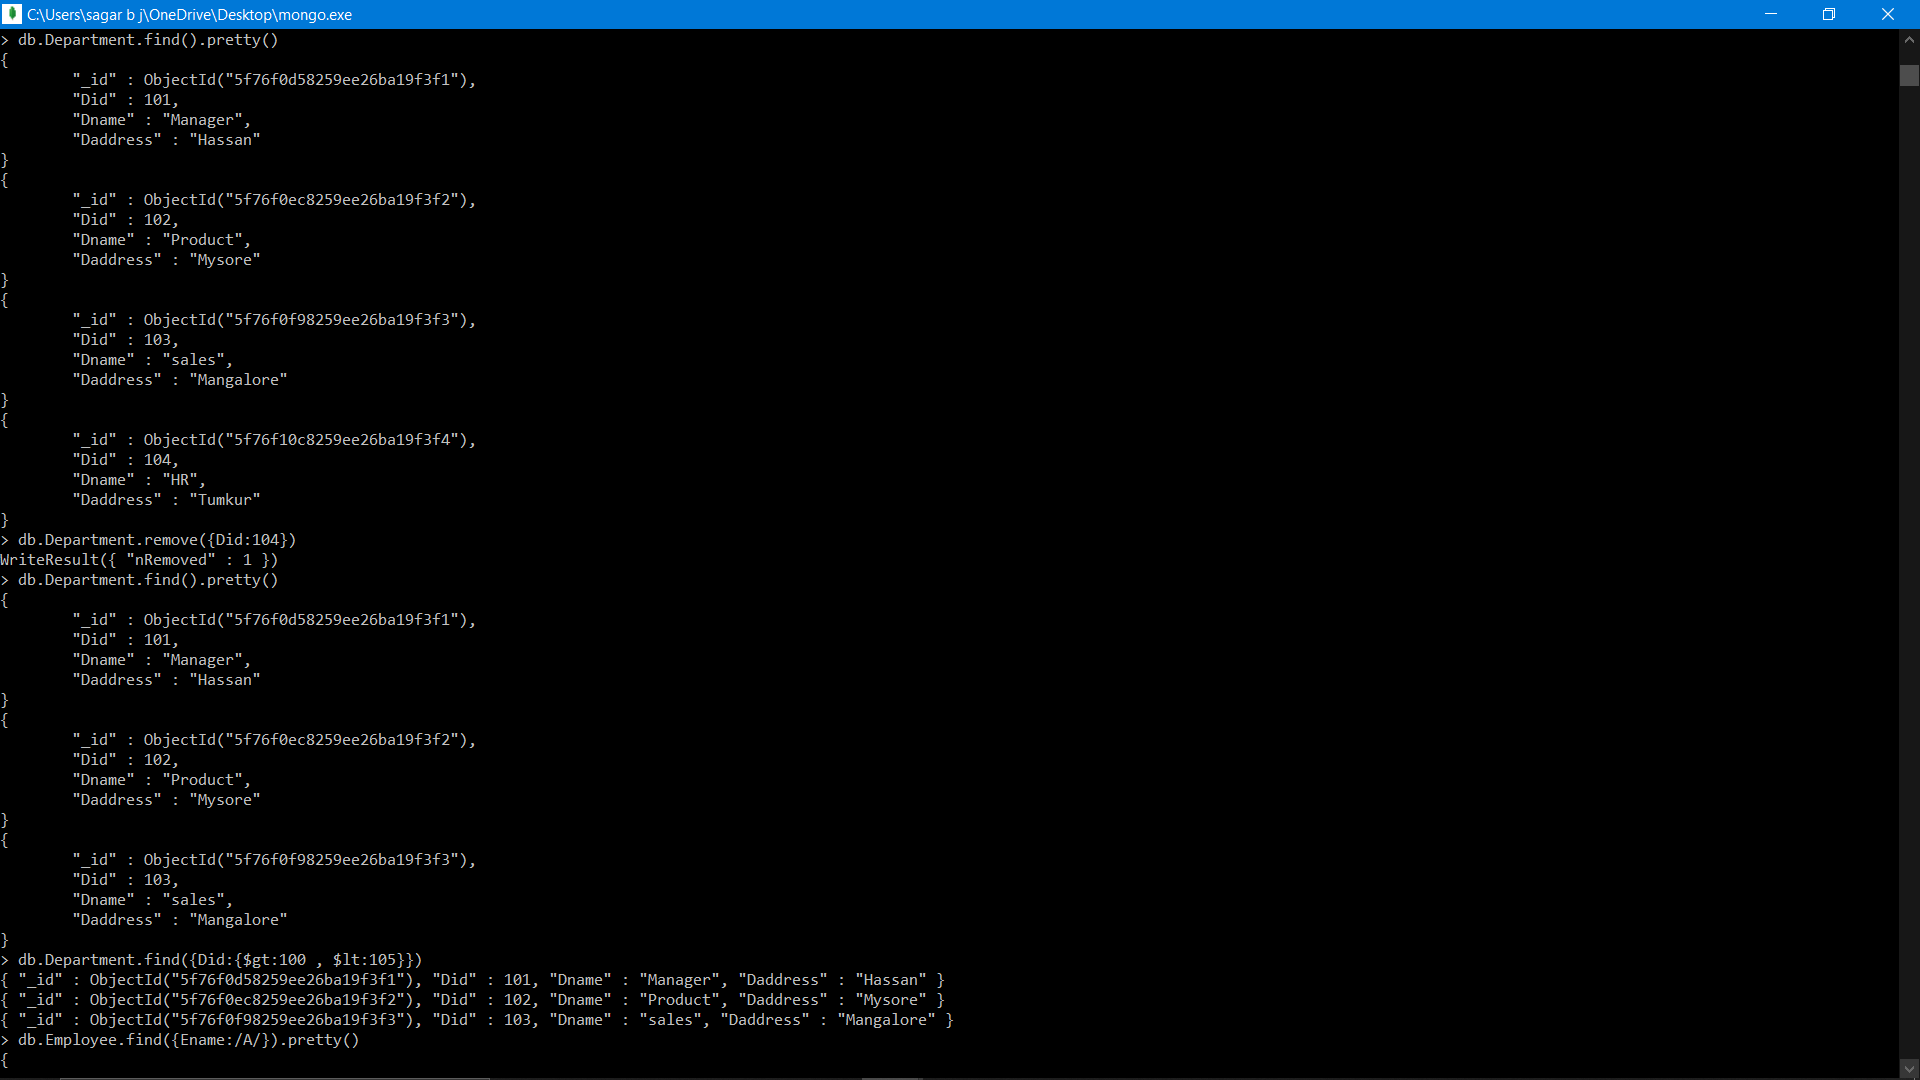 C:\Users\sagar b j\OneDrive\Desktop\mongo.exe
> db.Department.find().pretty()
{
        "_id" : ObjectId("5f76f0d58259ee26ba19f3f1"),
        "Did" : 101,
        "Dname" : "Manager",
        "Daddress" : "Hassan"
}
{
        "_id" : ObjectId("5f76f0ec8259ee26ba19f3f2"),
        "Did" : 102,
        "Dname" : "Product",
        "Daddress" : "Mysore"
}
{
        "_id" : ObjectId("5f76f0f98259ee26ba19f3f3"),
        "Did" : 103,
        "Dname" : "sales",
        "Daddress" : "Mangalore"
}
{
        "_id" : ObjectId("5f76f10c8259ee26ba19f3f4"),
        "Did" : 104,
        "Dname" : "HR",
        "Daddress" : "Tumkur"
}
> db.Department.remove({Did:104})
WriteResult({ "nRemoved" : 1 })
> db.Department.find().pretty()
{
        "_id" : ObjectId("5f76f0d58259ee26ba19f3f1"),
        "Did" : 101,
        "Dname" : "Manager",
        "Daddress" : "Hassan"
}
{
        "_id" : ObjectId("5f76f0ec8259ee26ba19f3f2"),
        "Did" : 102,
        "Dname" : "Product",
        "Daddress" : "Mysore"
}
{
        "_id" : ObjectId("5f76f0f98259ee26ba19f3f3"),
        "Did" : 103,
        "Dname" : "sales",
        "Daddress" : "Mangalore"
}
> db.Department.find({Did:{$gt:100 , $lt:105}})
{ "_id" : ObjectId("5f76f0d58259ee26ba19f3f1"), "Did" : 101, "Dname" : "Manager", "Daddress" : "Hassan" }
{ "_id" : ObjectId("5f76f0ec8259ee26ba19f3f2"), "Did" : 102, "Dname" : "Product", "Daddress" : "Mysore" }
{ "_id" : ObjectId("5f76f0f98259ee26ba19f3f3"), "Did" : 103, "Dname" : "sales", "Daddress" : "Mangalore" }
> db.Employee.find({Ename:/A/}).pretty()
{